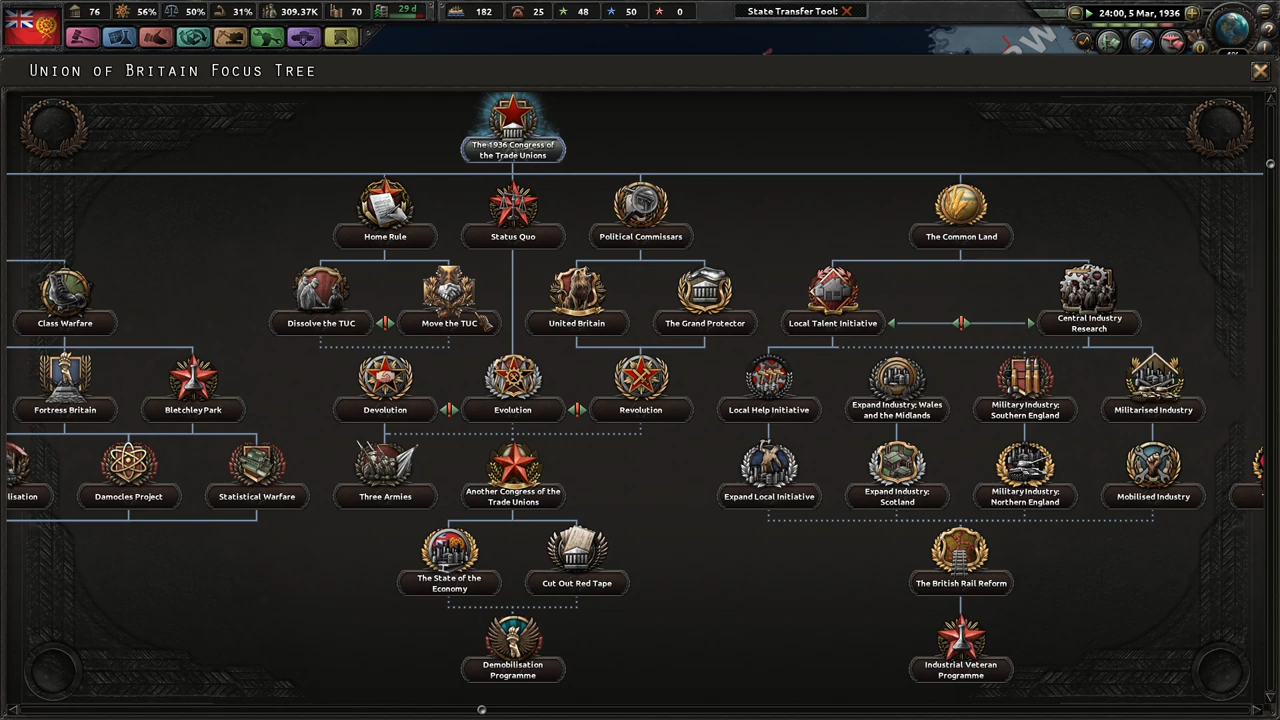 76
56%
50%
31%
309.37K
70
29 d
182
25
48
50
0
State Transfer Tool:
24:00, 5 Mar, 1936
0
Union of Britain Focus Tree
The 1936 Congress of
the Trade Unions
Home Rule
Status Quo
Political Commissars
The Common Land
Class Warfare
Dissolve the TUC
Move the TUC
United Britain
The Grand Protector
Local Talent Initiative
Central Industry
Research
Fortress Britain
Bletchley Park
Devolution
Evolution
Revolution
Local Help Initiative
Expand Industry: Wales
and the Midlands
Military Industry:
Southern England
Militarised Industry
lisation
Damocles Project
Statistical Warfare
Three Armies
Another Congress of the
Trade Unions
Expand Local Initiative
Expand Industry:
Scotland
Military Industry:
Northern England
Mobilised Industry
The State of the
Economy
Cut Out Red Tape
The British Rail Reform
Demobilisation
Programme
Industrial Veteran
Programme